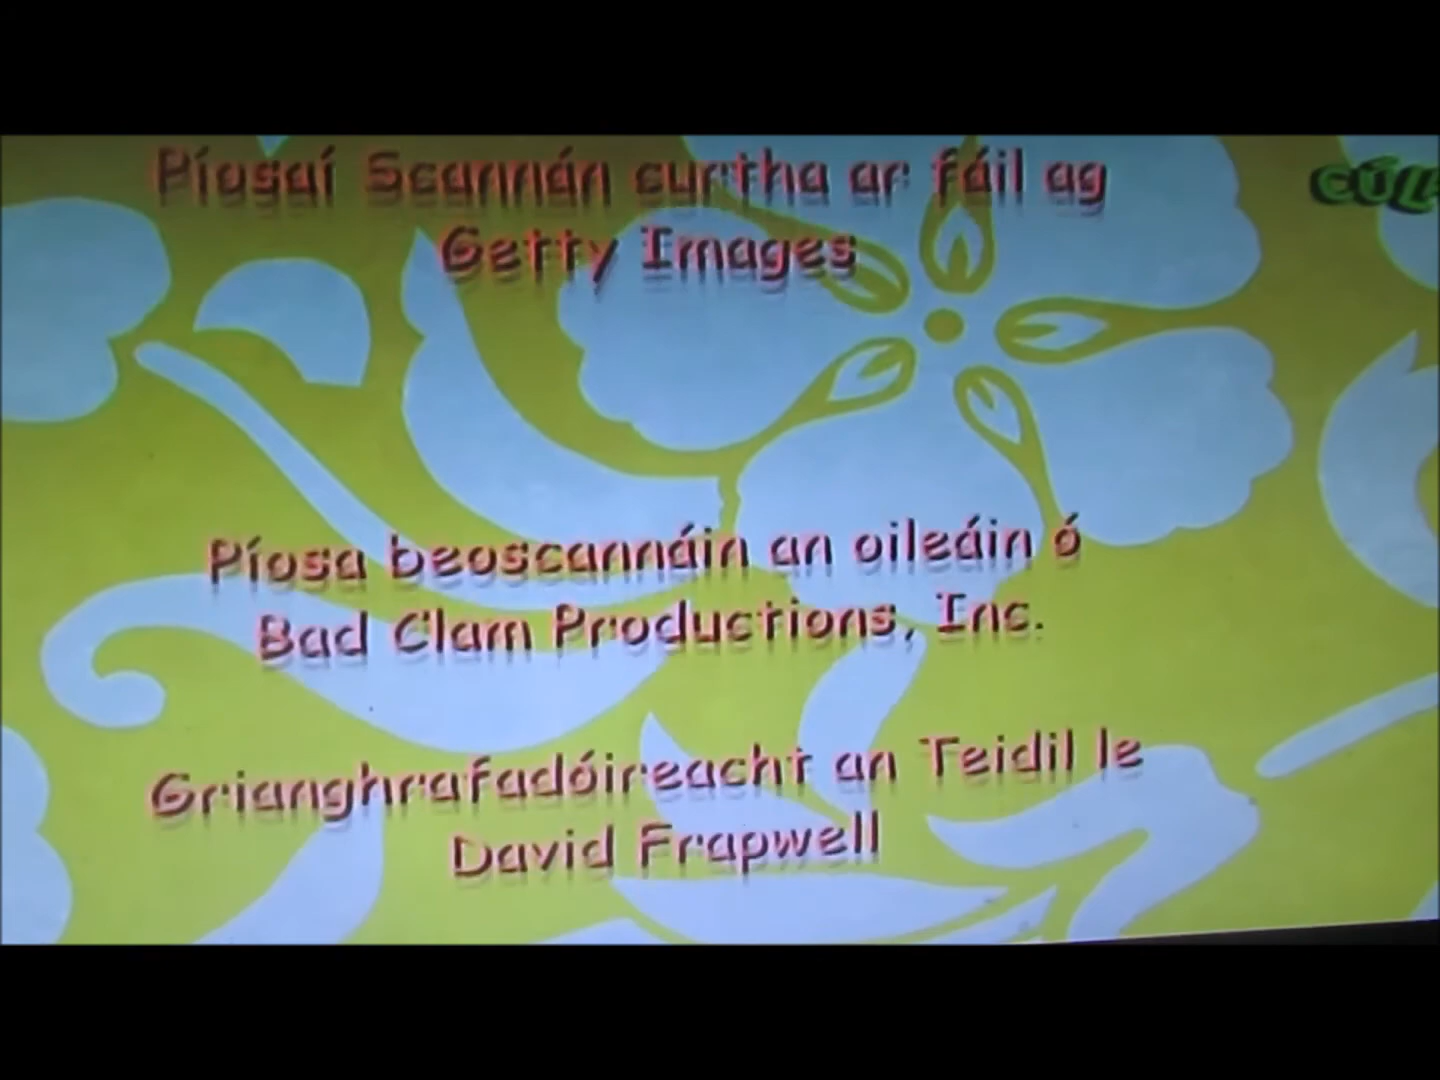 Píosaí Scannán curtha ar fáil ag
Getty Images
CÚL
Píosa beoscannáin an oileáin ó
Bad Clam Productions, Inc.
Grianghrafadóireacht an Teidil le
David Frapwell